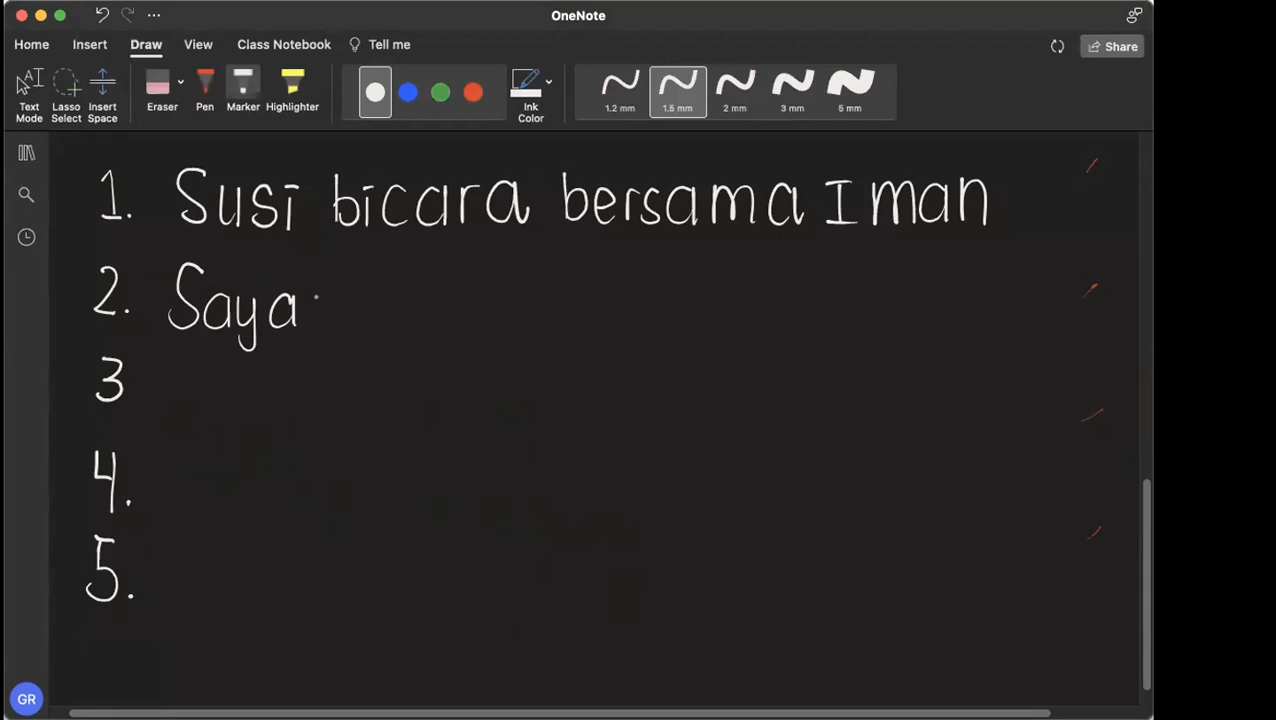 OneNote
Home Insert Draw View Class Notebook Tell me Share
Text Mode
Lasso Select
Insert Space
Eraser
Pen
Marker
Highlighter
Ink Color
1.2 mm
1.5 mm
2 mm
3 mm
5 mm
1. Susi bicara bersama Iman
2. Saya
3
4.
5.
GR